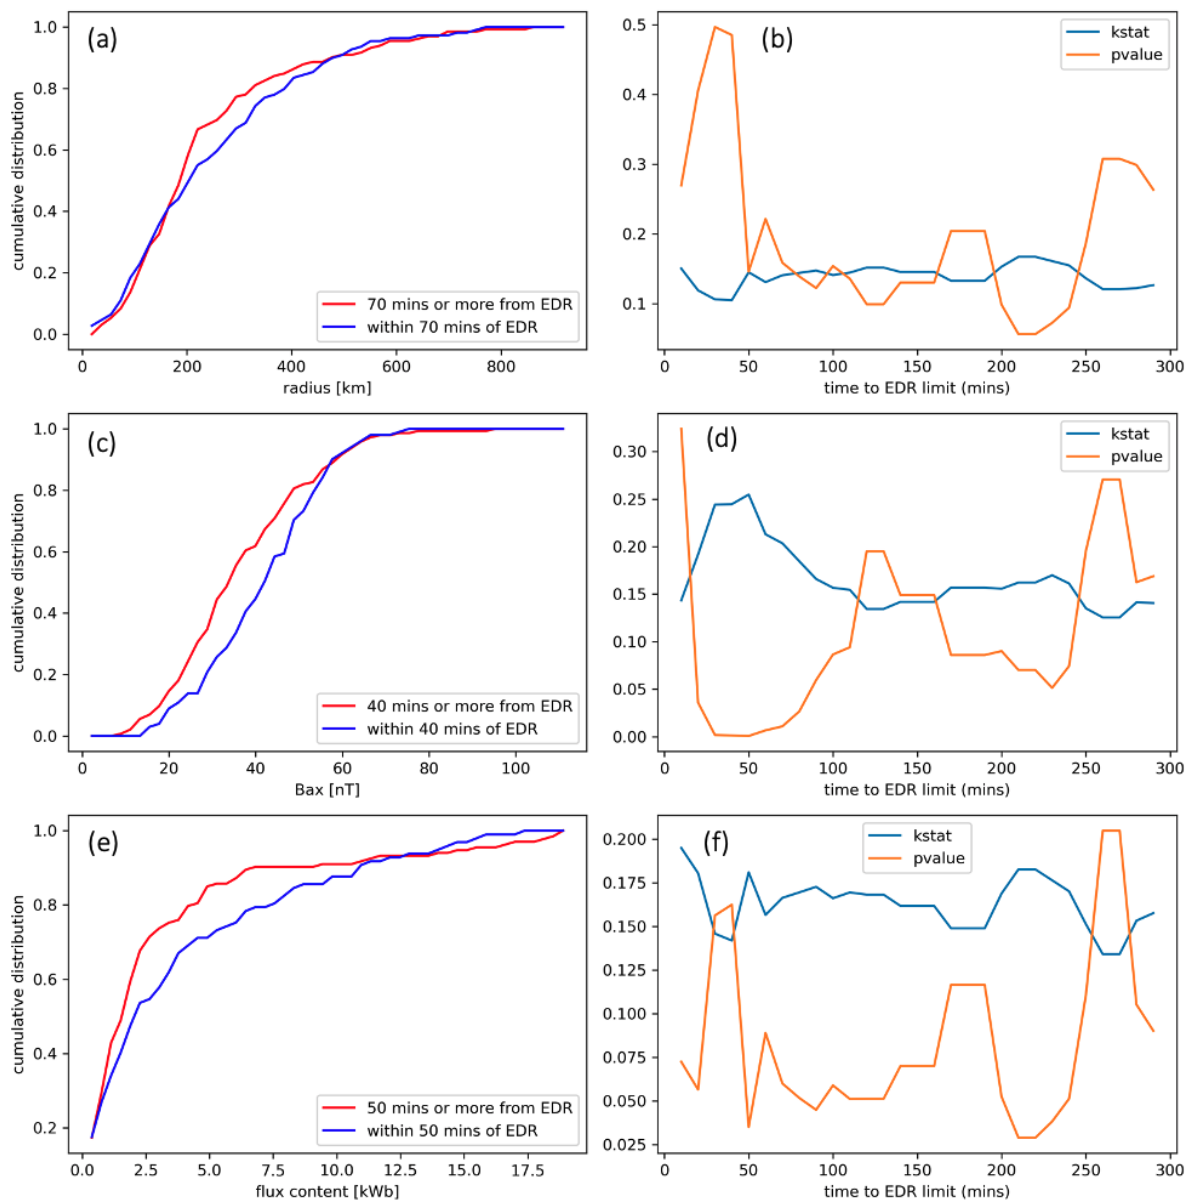 (a)
1.0
0.8
0.6
0.4
0.2
0.0
cumulative distribution
70 mins or more from EDR
within 70 mins of EDR
0 200 400 600 800
radius [km]
(b)
kstat
pvalue
0.5
0.5
0.4
0.3
0.2
0.1
0 50 100 150 200 250 300
time to EDR limit (mins)
(c)
1.0
0.8
0.6
0.4
0.2
0.0
cumulative distribution
40 mins or more from EDR
within 40 mins of EDR
0 20 40 60 80 100
Bax [nT]
(d)
kstat
pvalue
0.30
0.25
0.20
0.15
0.10
0.05
0.00
0 50 100 150 200 250 300
time to EDR limit (mins)
(e)
1.0
0.8
0.6
0.4
0.2
cumulative distribution
50 mins or more from EDR
within 50 mins of EDR
0.0 2.5 5.0 7.5 10.0 12.5 15.0 17.5
flux content [kWb]
(f)
kstat
pvalue
0.200
0.175
0.150
0.125
0.100
0.075
0.050
0.025
0 50 100 150 200 250 300
time to EDR limit (mins)